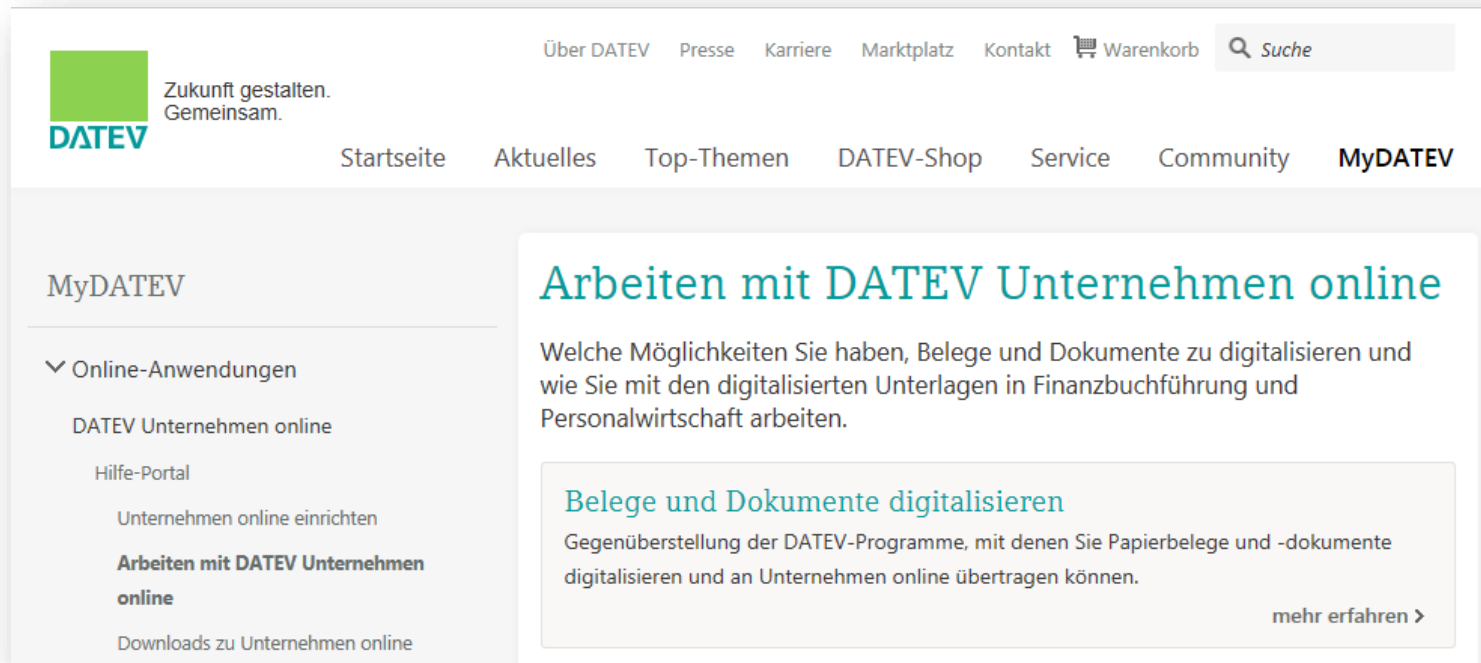 Über DATEV Presse Karriere Marktplatz Kontakt Warenkorb Suche
Zukunft gestalten.
Gemeinsam.
DATEV
Startseite Aktuelles Top-Themen DATEV-Shop Service Community MyDATEV
MyDATEV
Online-Anwendungen
DATEV Unternehmen online
Hilfe-Portal
Unternehmen online einrichten
Arbeiten mit DATEV Unternehmen
online
Downloads zu Unternehmen online
Arbeiten mit DATEV Unternehmen online
Welche Möglichkeiten Sie haben, Belege und Dokumente zu digitalisieren und
wie Sie mit den digitalisierten Unterlagen in Finanzbuchführung und
Personalwirtschaft arbeiten.
Belege und Dokumente digitalisieren
Gegenüberstellung der DATEV-Programme, mit denen Sie Papierbelege und -dokumente
digitalisieren und an Unternehmen online übertragen können.
mehr erfahren